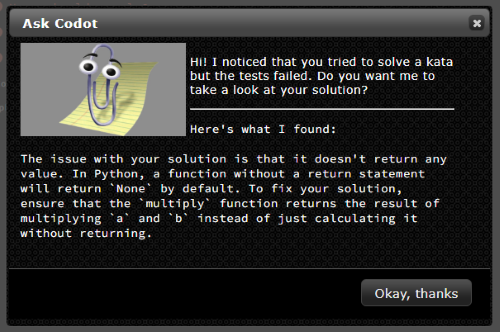 Ask Codot
Hi! I noticed that you tried to solve a kata
but the tests failed. Do you want me to
take a look at your solution?
Here's what I found:
The issue with your solution is that it doesn't return any
value. In Python, a function without a return statement
will return `None` by default. To fix your solution,
ensure that the `multiply` function returns the result of
multiplying `a` and `b` instead of just calculating it
without returning.
Okay, thanks